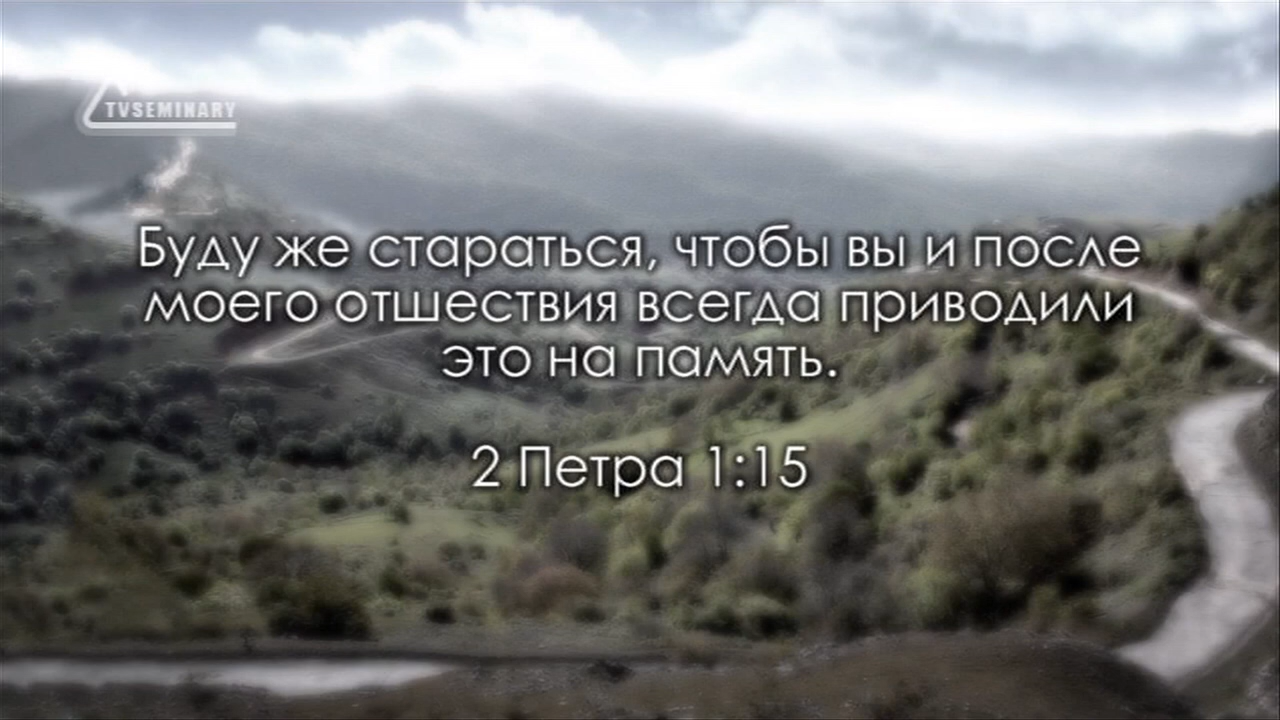 TVSEMINARY
Буду же стараться, чтобы вы и после
моего отшествия всегда приводили
это на память.
2 Петра 1:15